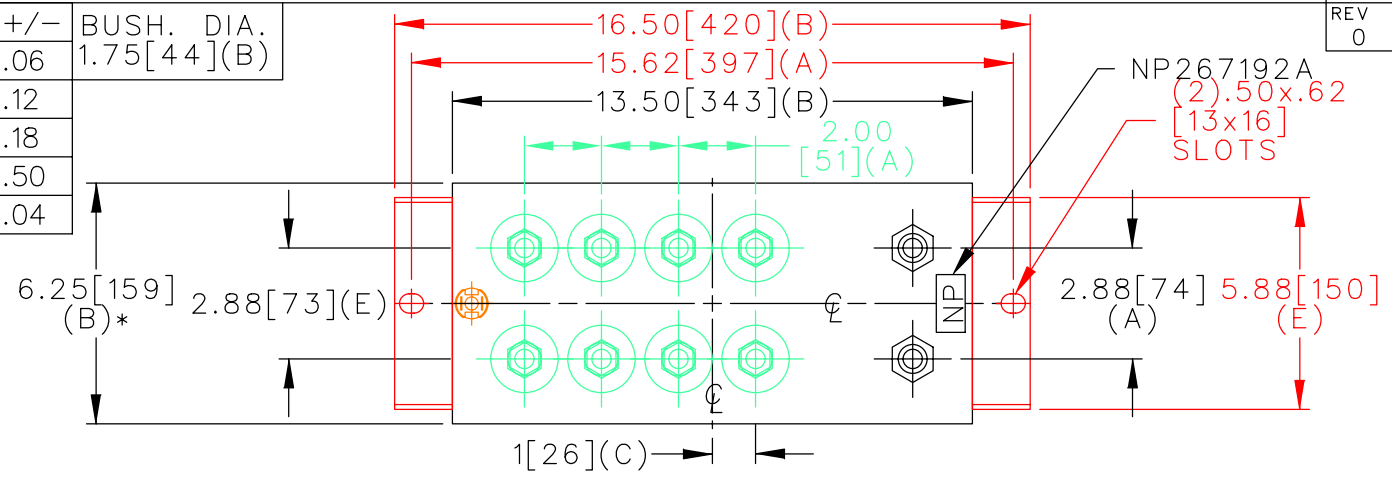 +/-
.06
.12
.18
.50
.04
BUSH. DIA.
1.75[44](B)
16.50[420](B)
15.62[397](A)
13.50[343](B)
2.00
[51](A)
REV
0
NP267192A
(2).50x.62
[13x16]
SLOTS
6.25[159]
(B)*
2.88[73](E)
℄
NP
2.88[74]
(A)
5.88[150]
(E)
℄
1[26](C)